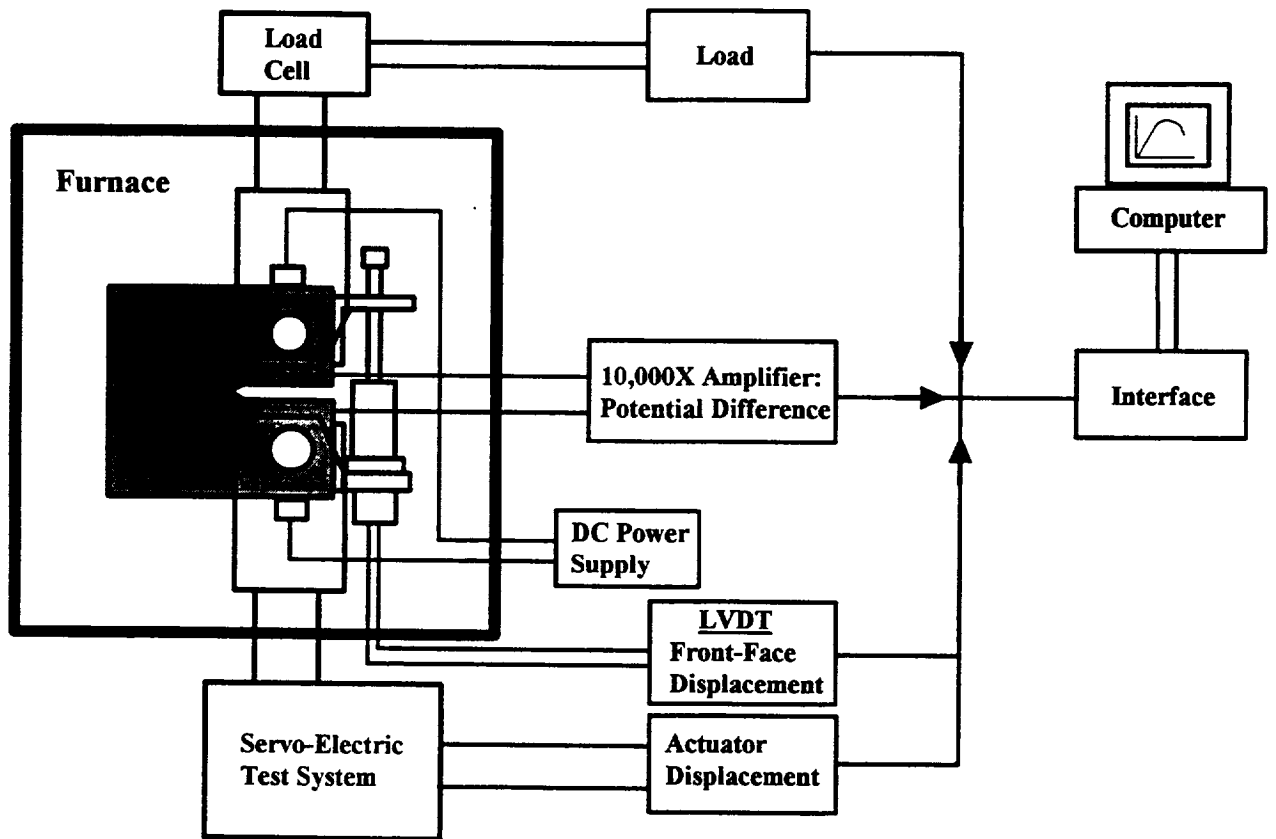 Load
Cell
Load
Furnace
Computer
10,000X Amplifier:
Potential Difference
Interface
DC Power
Supply
LVDT
Front-Face
Displacement
Servo-Electric
Test System
Actuator
Displacement